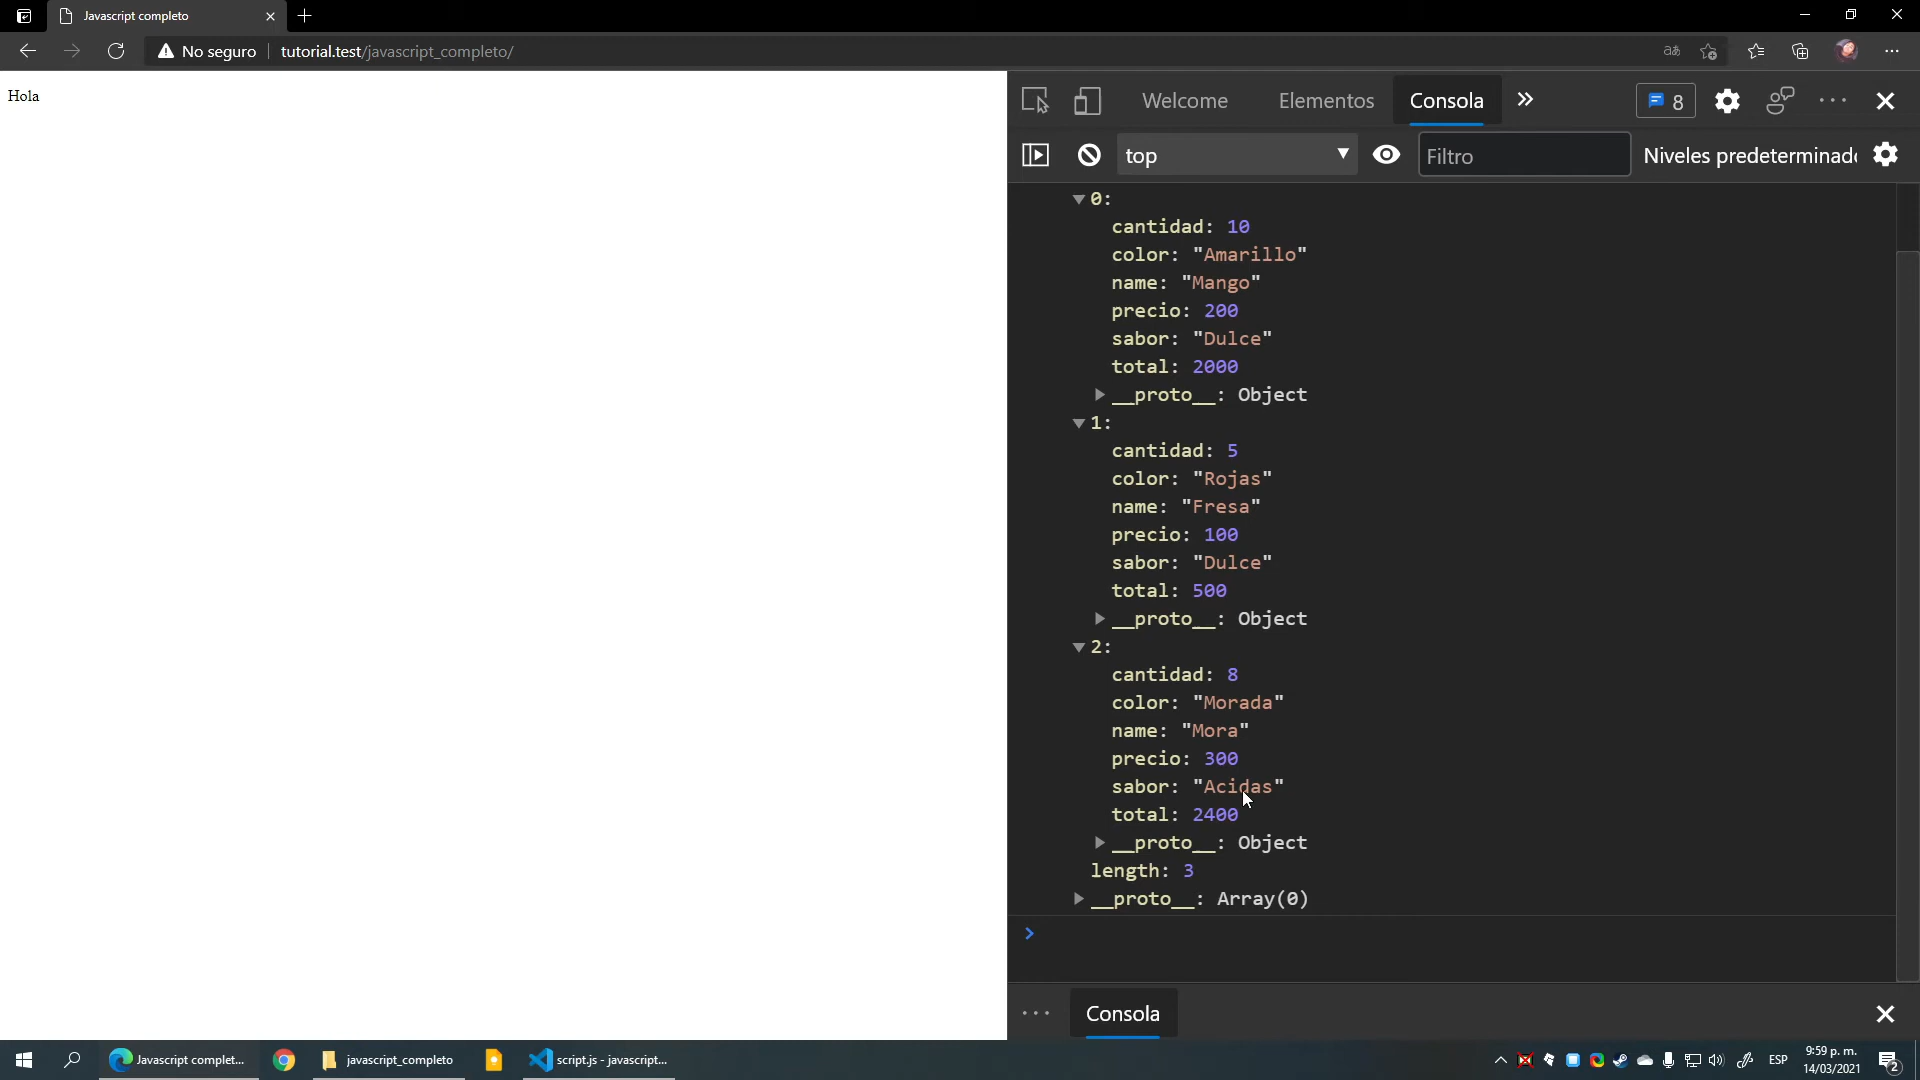 Javascript completo
No seguro
tutorial.test/javascript_completo/
Hola
Welcome
Elementos
Consola
8
top
Filtro
Niveles predeterminad
0:
cantidad: 10
color: "Amarillo"
name: "Mango"
precio: 200
sabor: "Dulce"
total: 2000
__proto__: Object
1:
cantidad: 5
color: "Rojas"
name: "Fresa"
precio: 100
sabor: "Dulce"
total: 500
__proto__: Object
2:
cantidad: 8
color: "Morada"
name: "Mora"
precio: 300
sabor: "Acidas"
total: 2400
__proto__: Object
length: 3
__proto__: Array(0)
Consola
Javascript complet...
javascript_completo
script.js - javascript...
ESP
9:59 p. m.
14/03/2021
2